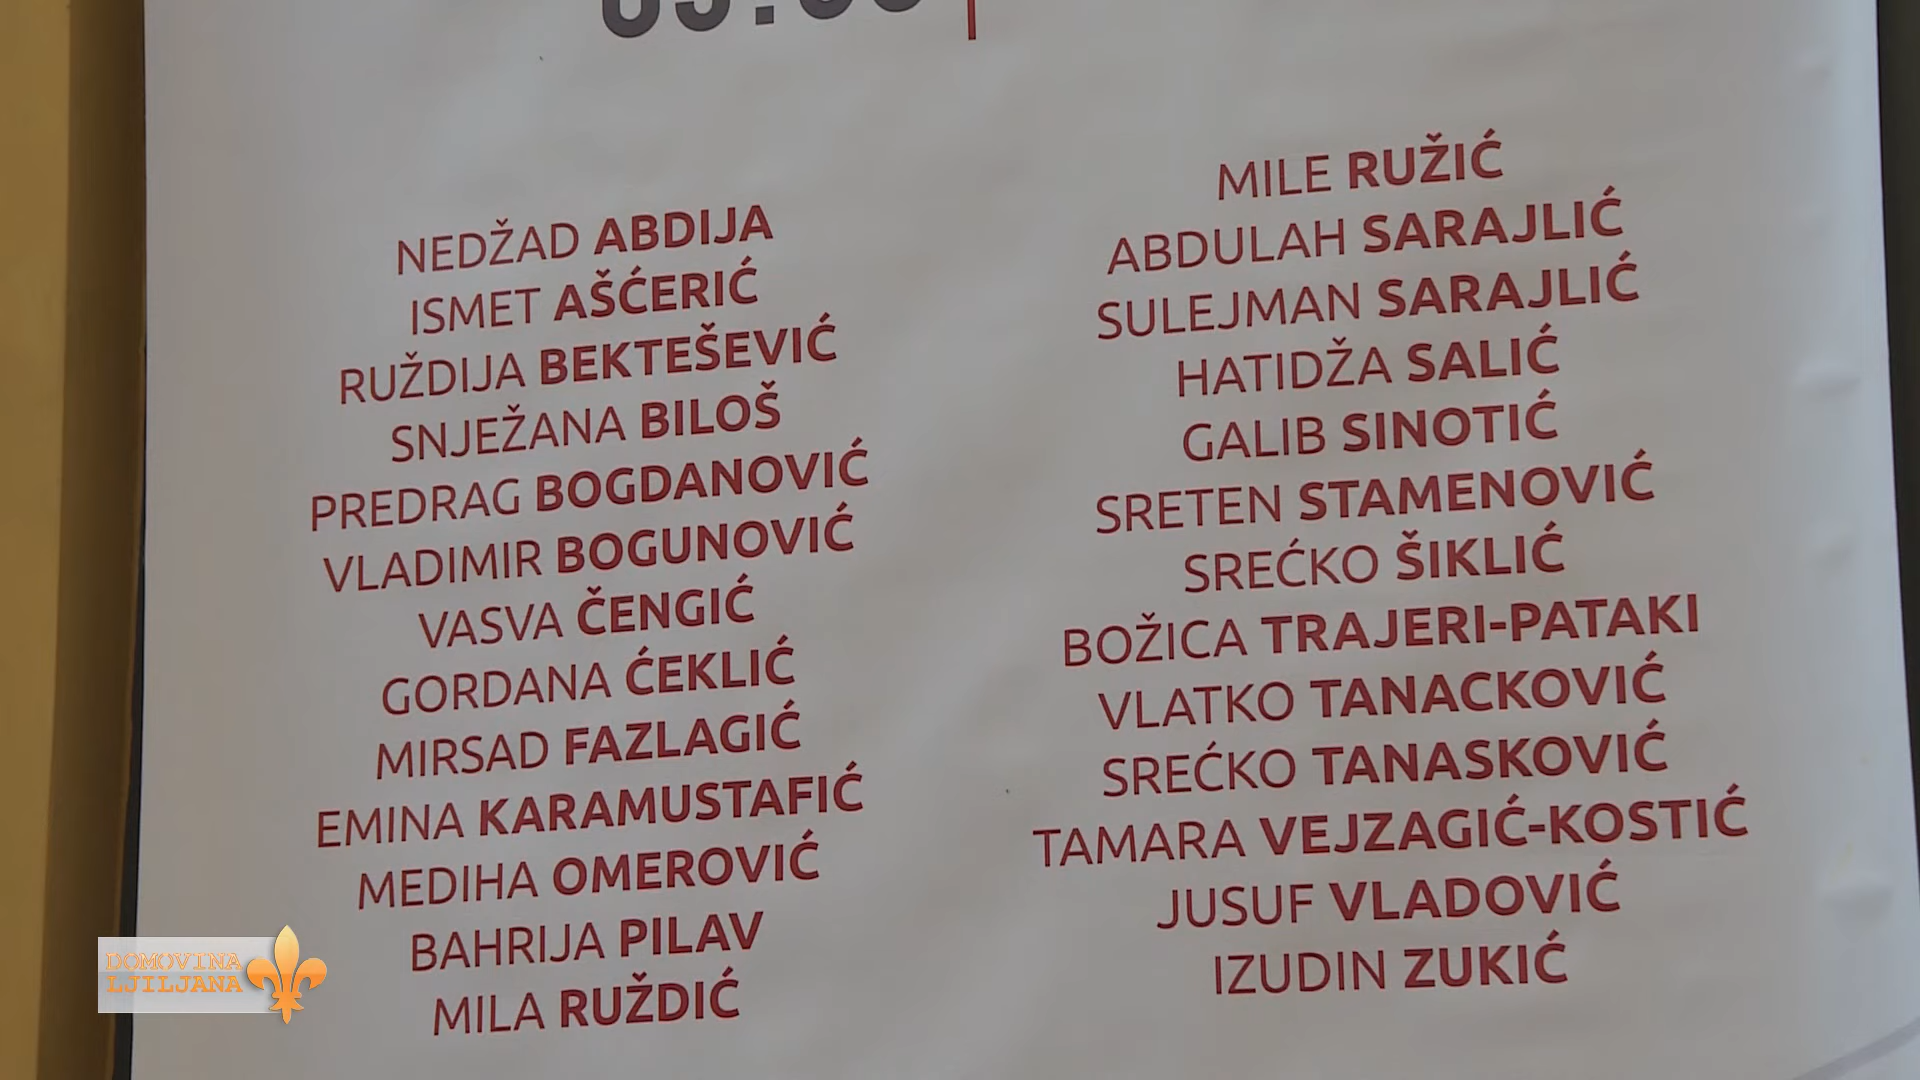 NEDŽAD ABDIJA
ISMET AŠĆERIĆ
RUŽDIJA BEKTEŠEVIĆ
SNJEŽANA BILOŠ
PREDRAG BOGDANOVIĆ
VLADIMIR BOGUNOVIĆ
VASVA ČENGIĆ
GORDANA ĆEKLIĆ
MIRSAD FAZLAGIĆ
EMINA KARAMUSTAFIĆ
MEDIHA OMEROVIĆ
BAHRIJA PILAV
MILA RUŽDIĆ
MILE RUŽIĆ
ABDULAH SARAJLIĆ
SULEJMAN SARAJLIĆ
HATIDŽA SALIĆ
GALIB SINOTIĆ
SRETEN STAMENOVIĆ
SREĆKO ŠIKLIĆ
BOŽICA TRAJERI-PATAKI
VLATKO TANACKOVIĆ
SREĆKO TANASKOVIĆ
TAMARA VEJZAGIĆ-KOSTIĆ
JUSUF VLADOVIĆ
IZUDIN ZUKIĆ
DOMOVINA
LJILJANA